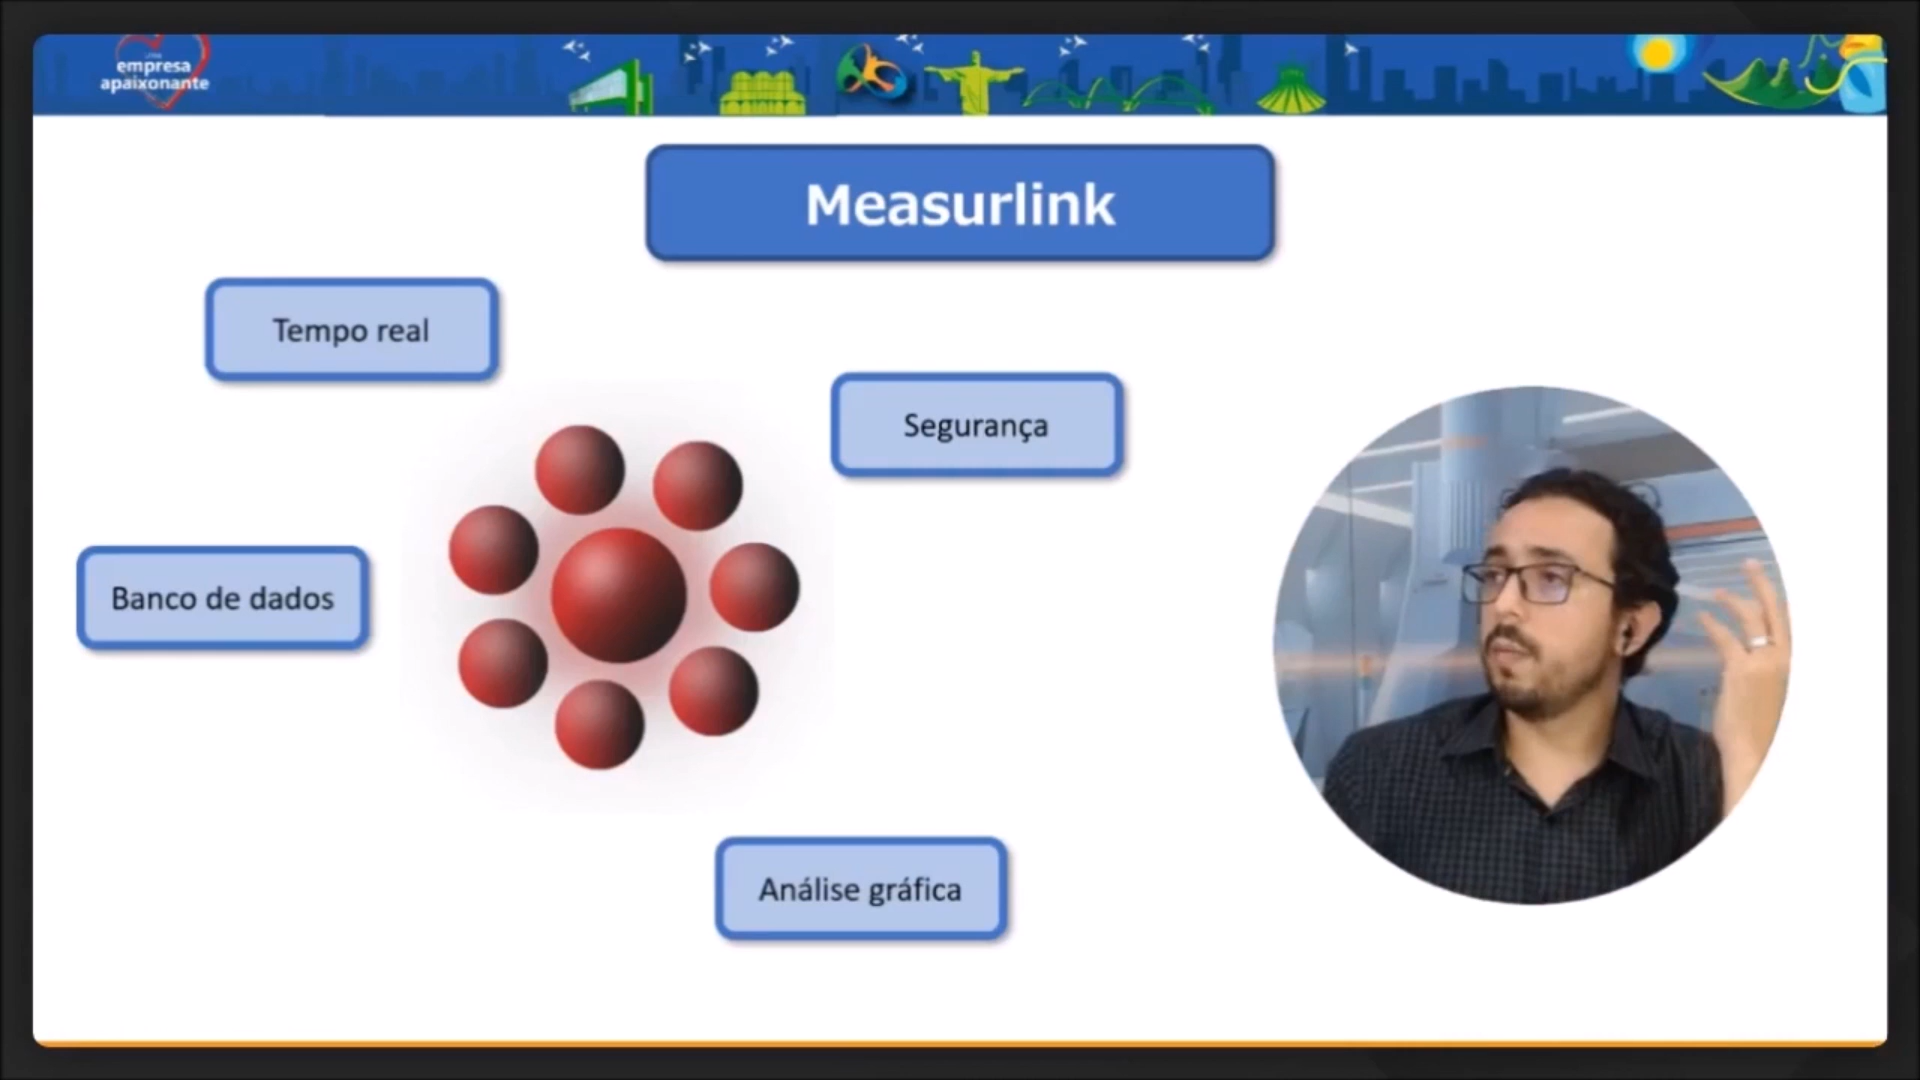 empresa
apaixonante
Measurlink
Tempo real
Segurança
Banco de dados
Análise gráfica